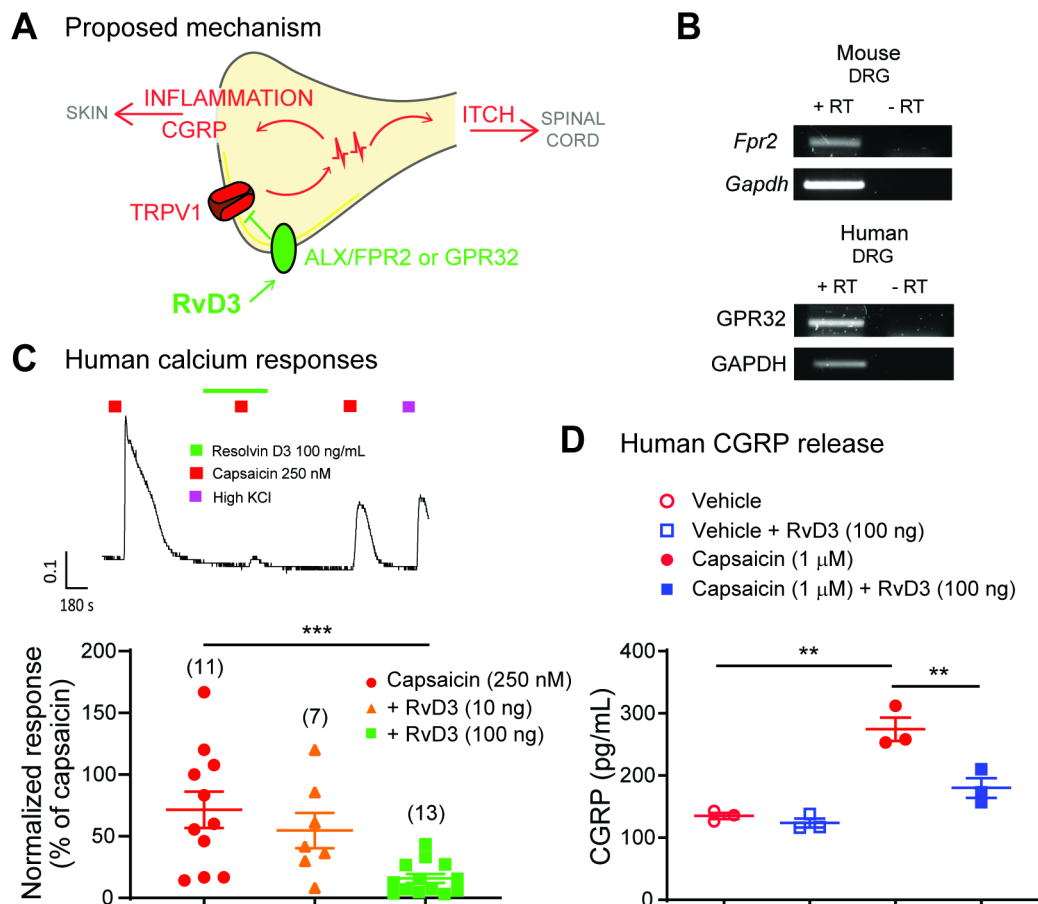 A Proposed mechanism
INFLAMMATION
SKIN
CGRP
ITCH
SPINAL
CORD
TRPV1
ALX/FPR2 or GPR32
RvD3
B
Mouse
DRG
+ RT - RT
Fpr2
Gapdh
Human
DRG
+ RT - RT
GPR32
GAPDH
C Human calcium responses
Resolvin D3 100 ng/mL
Capsaicin 250 nM
High KCl
0.1
180 s
***
Normalized response
(% of capsaicin)
200
150
100
50
0
(11)
(7)
(13)
Capsaicin (250 nM)
+ RvD3 (10 ng)
+ RvD3 (100 ng)
D Human CGRP release
Vehicle
Vehicle + RvD3 (100 ng)
Capsaicin (1 μM)
Capsaicin (1 μM) + RvD3 (100 ng)
CGRP (pg/mL)
400
300
200
100
0
**
**